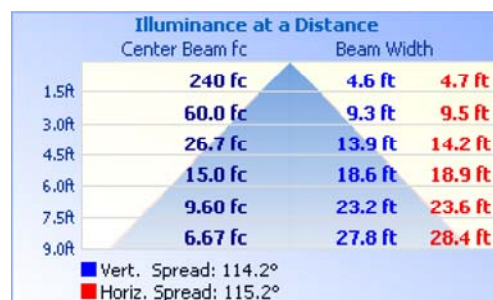 Illuminance at a Distance
Center Beam fc Beam Width
1.5ft 240 fc 4.6 ft 4.7 ft
3.0ft 60.0 fc 9.3 ft 9.5 ft
4.5ft 26.7 fc 13.9 ft 14.2 ft
6.0ft 15.0 fc 18.6 ft 18.9 ft
7.5ft 9.60 fc 23.2 ft 23.6 ft
9.0ft 6.67 fc 27.8 ft 28.4 ft
Vert. Spread: 114.2°
Horiz. Spread: 115.2°